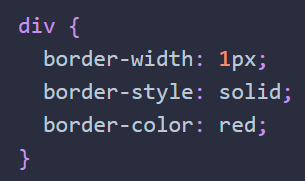 div {
  border-width: 1px;
  border-style: solid;
  border-color: red;
}